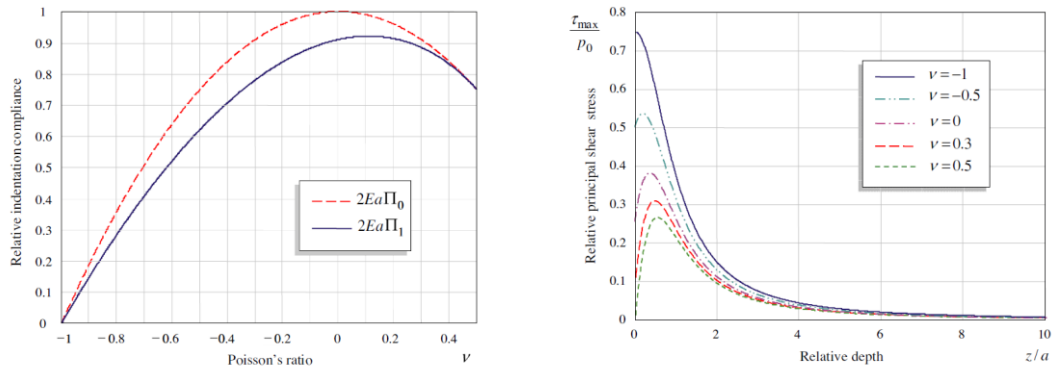 Relative indentation compliance
1
0.9
0.8
0.7
0.6
0.5
0.4
0.3
0.2
0.1
0
−1 −0.8 −0.6 −0.4 −0.2 0 0.2 0.4
Poisson's ratio ν
2EaΠ₀
2EaΠ₁
τmax
p₀
Relative principal shear stress
0.8
0.7
0.6
0.5
0.4
0.3
0.2
0.1
0
0 2 4 6 8 10
Relative depth z/a
ν=−1
ν=−0.5
ν=0
ν=0.3
ν=0.5